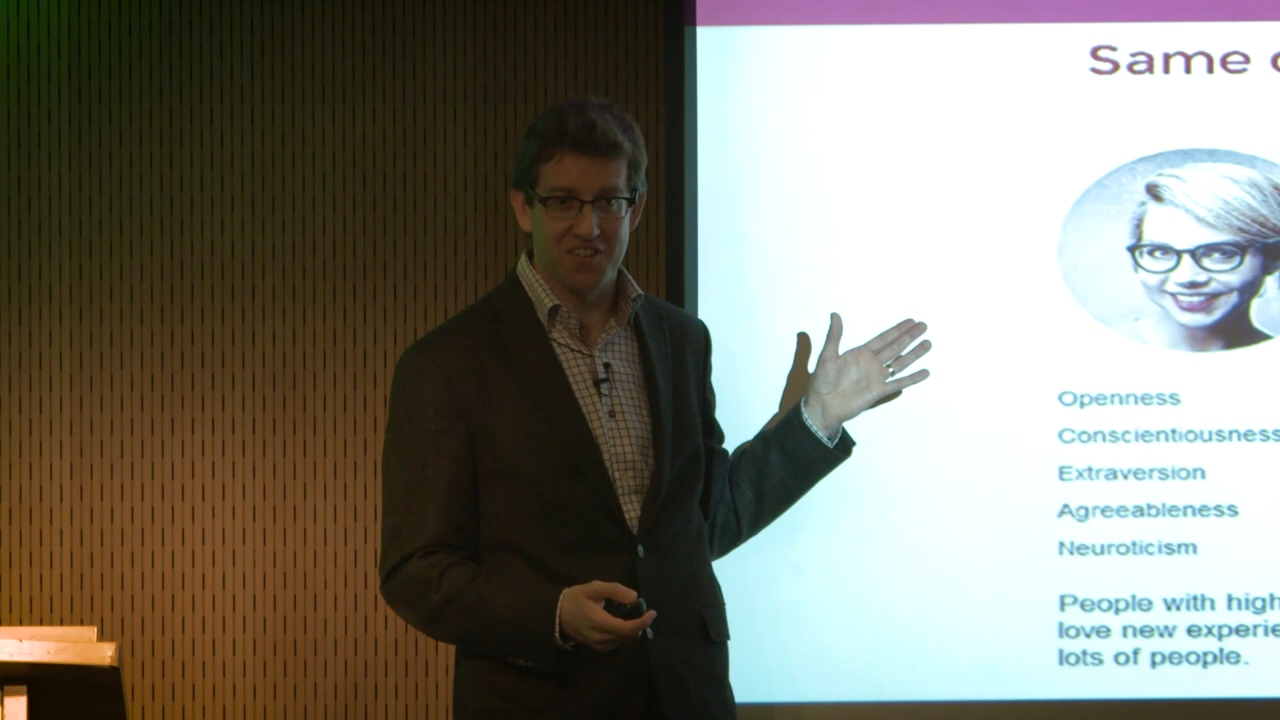 Same
Openness
Conscientiousness
Extraversion
Agreeableness
Neuroticism
People with high
love new experie
lots of people.